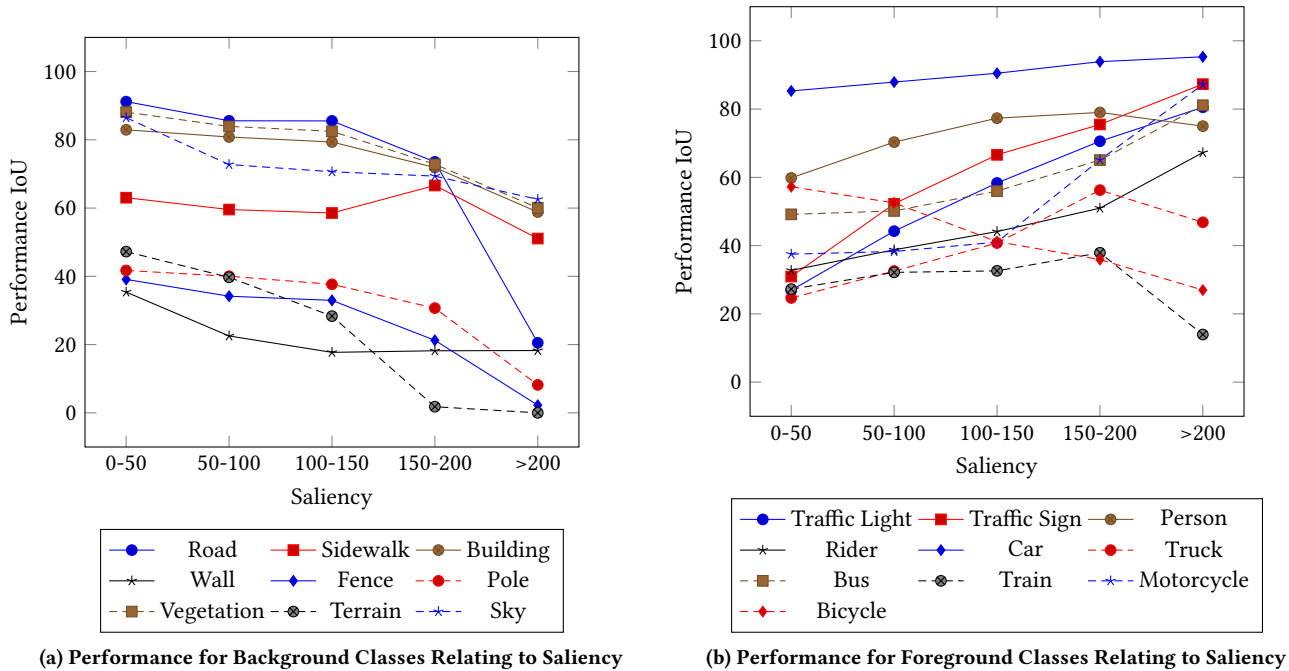 100
80
60
40
20
0
Performance IoU
0-50 50-100 100-150 150-200 >200
Saliency
Road Sidewalk Building
Wall Fence Pole
Vegetation Terrain Sky
(a) Performance for Background Classes Relating to Saliency
100
80
60
40
20
0
Performance IoU
0-50 50-100 100-150 150-200 >200
Saliency
Traffic Light Traffic Sign Person
Rider Car Truck
Bus Train Motorcycle
Bicycle
(b) Performance for Foreground Classes Relating to Saliency